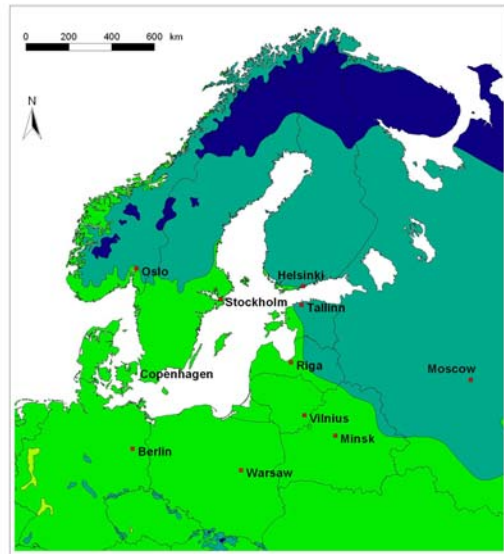 0 200 400 600 km
N
Oslo
Helsinki
Stockholm
Tallinn
Riga
Copenhagen
Moscow
Vilnius
Minsk
Berlin
Warsaw